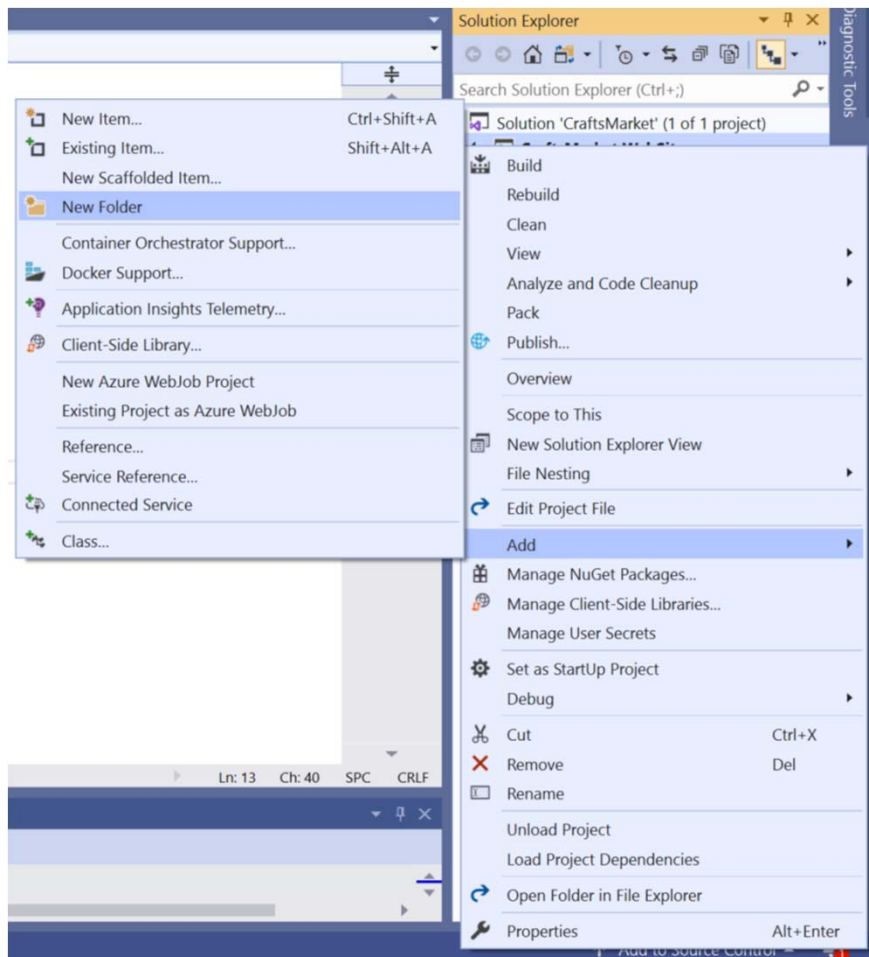 Solution Explorer
Diagnostic Tools
Search Solution Explorer (Ctrl+;)
Solution 'CraftsMarket' (1 of 1 project)
New Item... Ctrl+Shift+A
Existing Item... Shift+Alt+A
New Scaffolded Item...
New Folder
Container Orchestrator Support...
Docker Support...
Application Insights Telemetry...
Client-Side Library...
New Azure WebJob Project
Existing Project as Azure WebJob
Reference...
Service Reference...
Connected Service
Class...
Build
Rebuild
Clean
View
Analyze and Code Cleanup
Pack
Publish...
Overview
Scope to This
New Solution Explorer View
File Nesting
Edit Project File
Add
Manage NuGet Packages...
Manage Client-Side Libraries...
Manage User Secrets
Set as StartUp Project
Debug
Cut Ctrl+X
Remove Del
Rename
Unload Project
Load Project Dependencies
Open Folder in File Explorer
Properties Alt+Enter
Ln: 13 Ch: 40 SPC CRLF
Add to Source Control